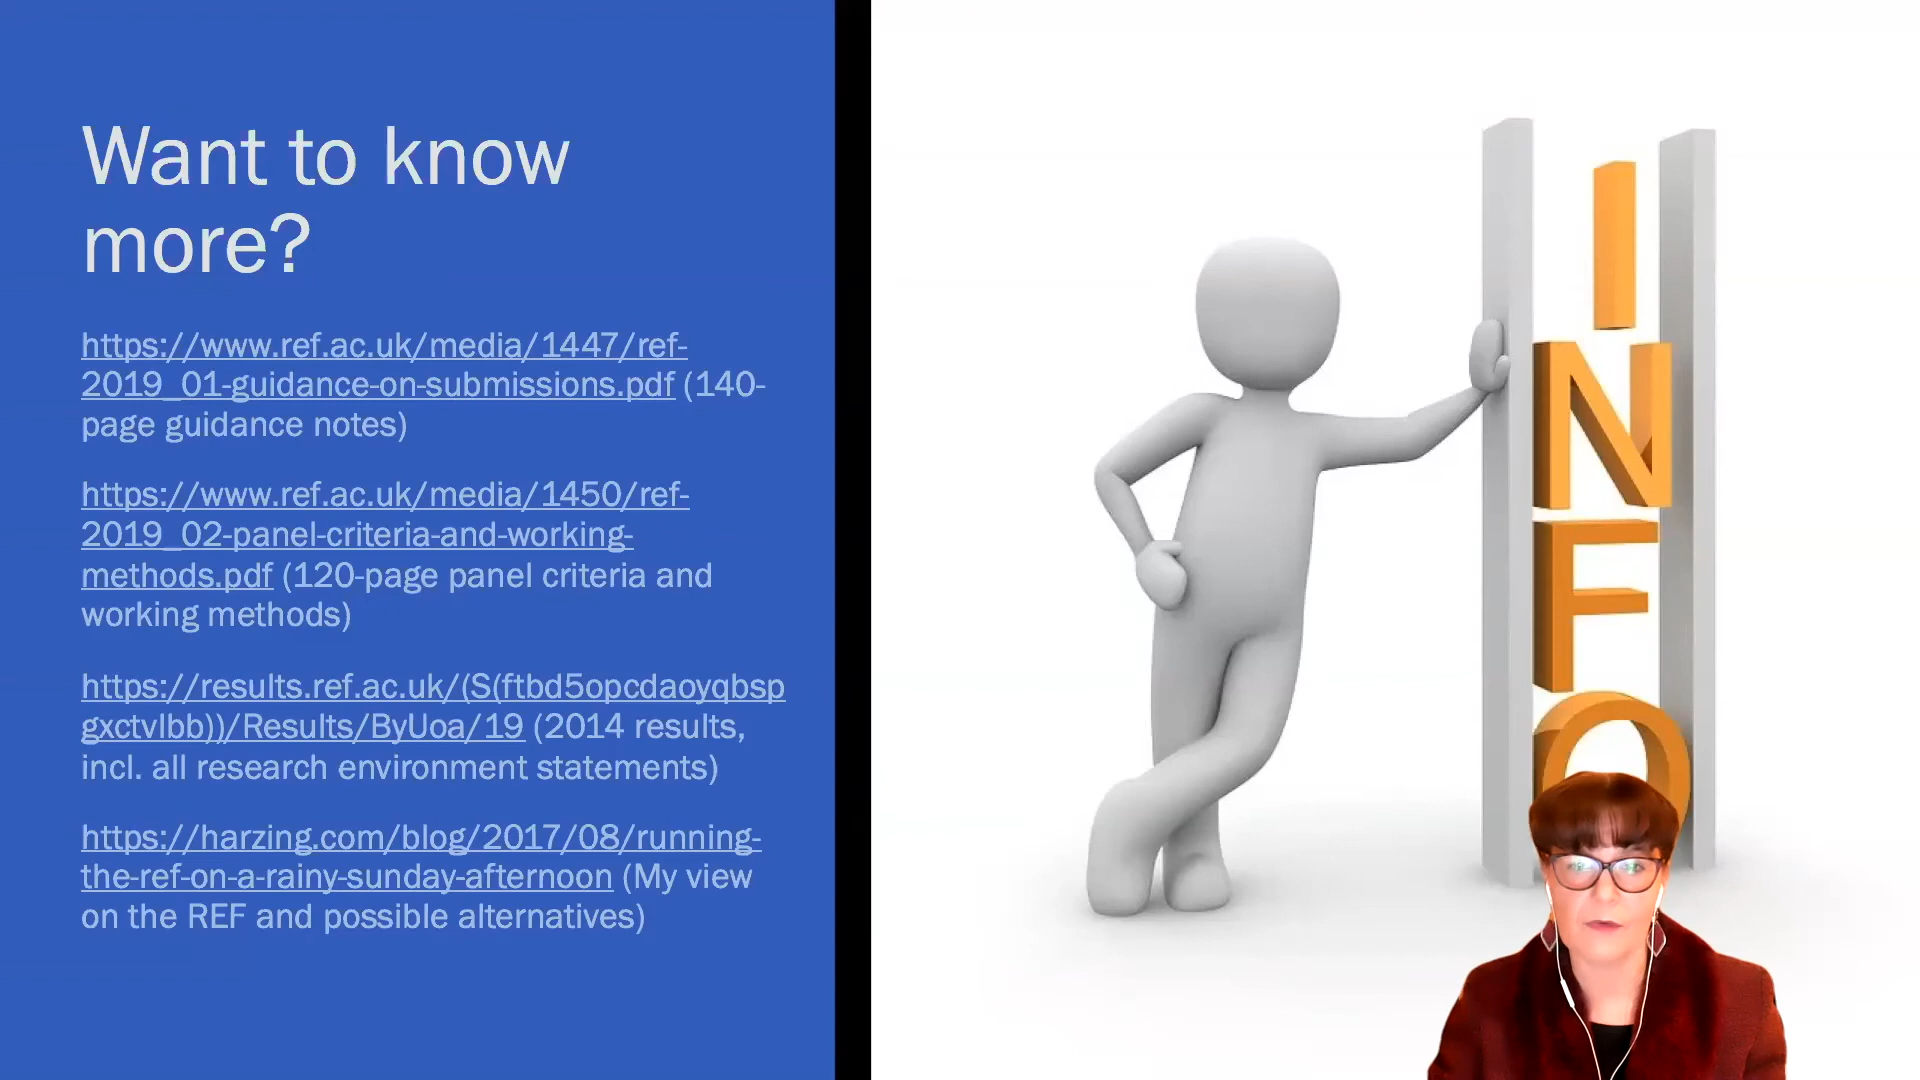 Want to know
more?
https://www.ref.ac.uk/media/1447/ref-
2019_01-guidance-on-submissions.pdf (140-
page guidance notes)
https://www.ref.ac.uk/media/1450/ref-
2019_02-panel-criteria-and-working-
methods.pdf (120-page panel criteria and
working methods)
https://results.ref.ac.uk/(S(ftbd5opcdaoyqbsp
gxctvlbb))/Results/ByUoa/19 (2014 results,
incl. all research environment statements)
https://harzing.com/blog/2017/08/running-
the-ref-on-a-rainy-sunday-afternoon (My view
on the REF and possible alternatives)
I
N
F
O